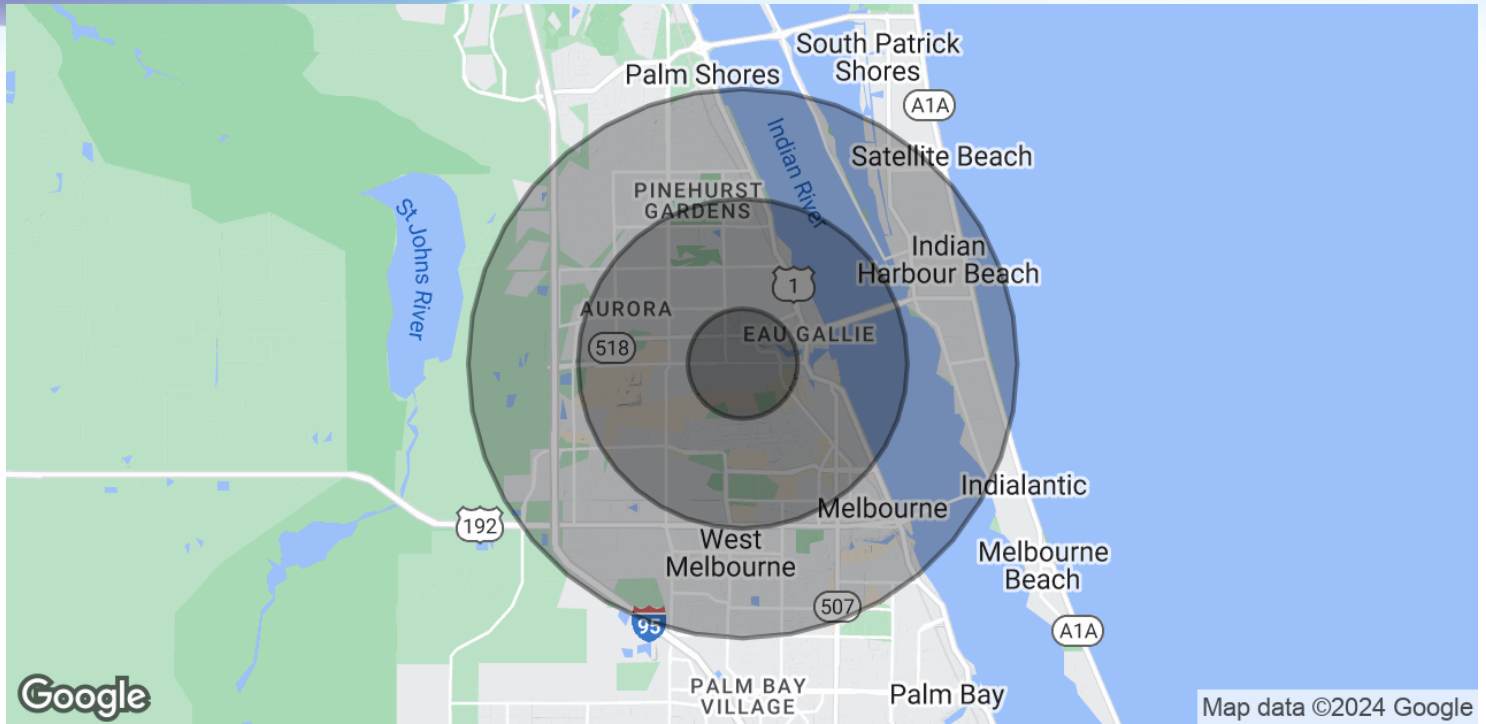 South Patrick
Shores
Palm Shores
A1A
Indian River
Satellite Beach
PINEHURST
GARDENS
St Johns River
Indian
Harbour Beach
1
AURORA
EAU GALLIE
518
Indialantic
Melbourne
192
West
Melbourne
Melbourne
Beach
507
95
A1A
PALM BAY
VILLAGE
Palm Bay
Google
Map data ©2024 Google